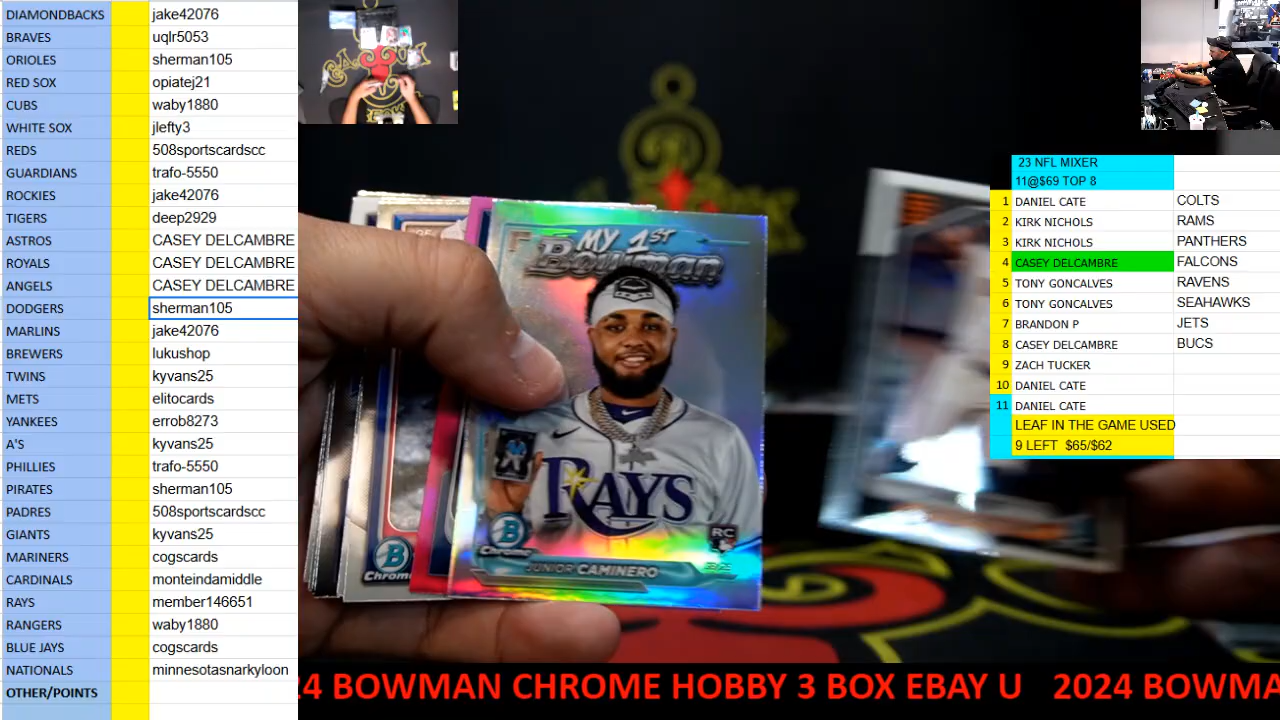 DIAMONDBACKS jake42076
BRAVES uqlr5053
ORIOLES sherman105
RED SOX opiatej21
CUBS waby1880
WHITE SOX jlefty3
REDS 508sportscardscc
GUARDIANS trafo-5550
ROCKIES jake42076
TIGERS deep2929
ASTROS CASEY DELCAMBRE
ROYALS CASEY DELCAMBRE
ANGELS CASEY DELCAMBRE
DODGERS sherman105
MARLINS jake42076
BREWERS lukushop
TWINS kyvans25
METS elitocards
YANKEES errob8273
A'S kyvans25
PHILLIES trafo-5550
PIRATES sherman105
PADRES 508sportscardscc
GIANTS kyvans25
MARINERS cogscards
CARDINALS monteindamiddle
RAYS member146651
RANGERS waby1880
BLUE JAYS cogscards
NATIONALS minnesotasnarkyloon
OTHER/POINTS
MY 1ST
Bowman
RAYS
B
Chrome
RC
JUNIOR CAMINERO
B
Chrome
23 NFL MIXER
11@$69 TOP 8
1 DANIEL CATE COLTS
2 KIRK NICHOLS RAMS
3 KIRK NICHOLS PANTHERS
4 CASEY DELCAMBRE FALCONS
5 TONY GONCALVES RAVENS
6 TONY GONCALVES SEAHAWKS
7 BRANDON P JETS
8 CASEY DELCAMBRE BUCS
9 ZACH TUCKER
10 DANIEL CATE
11 DANIEL CATE
LEAF IN THE GAME USED
9 LEFT $65/$62
24 BOWMAN CHROME HOBBY 3 BOX EBAY U 2024 BOWMA